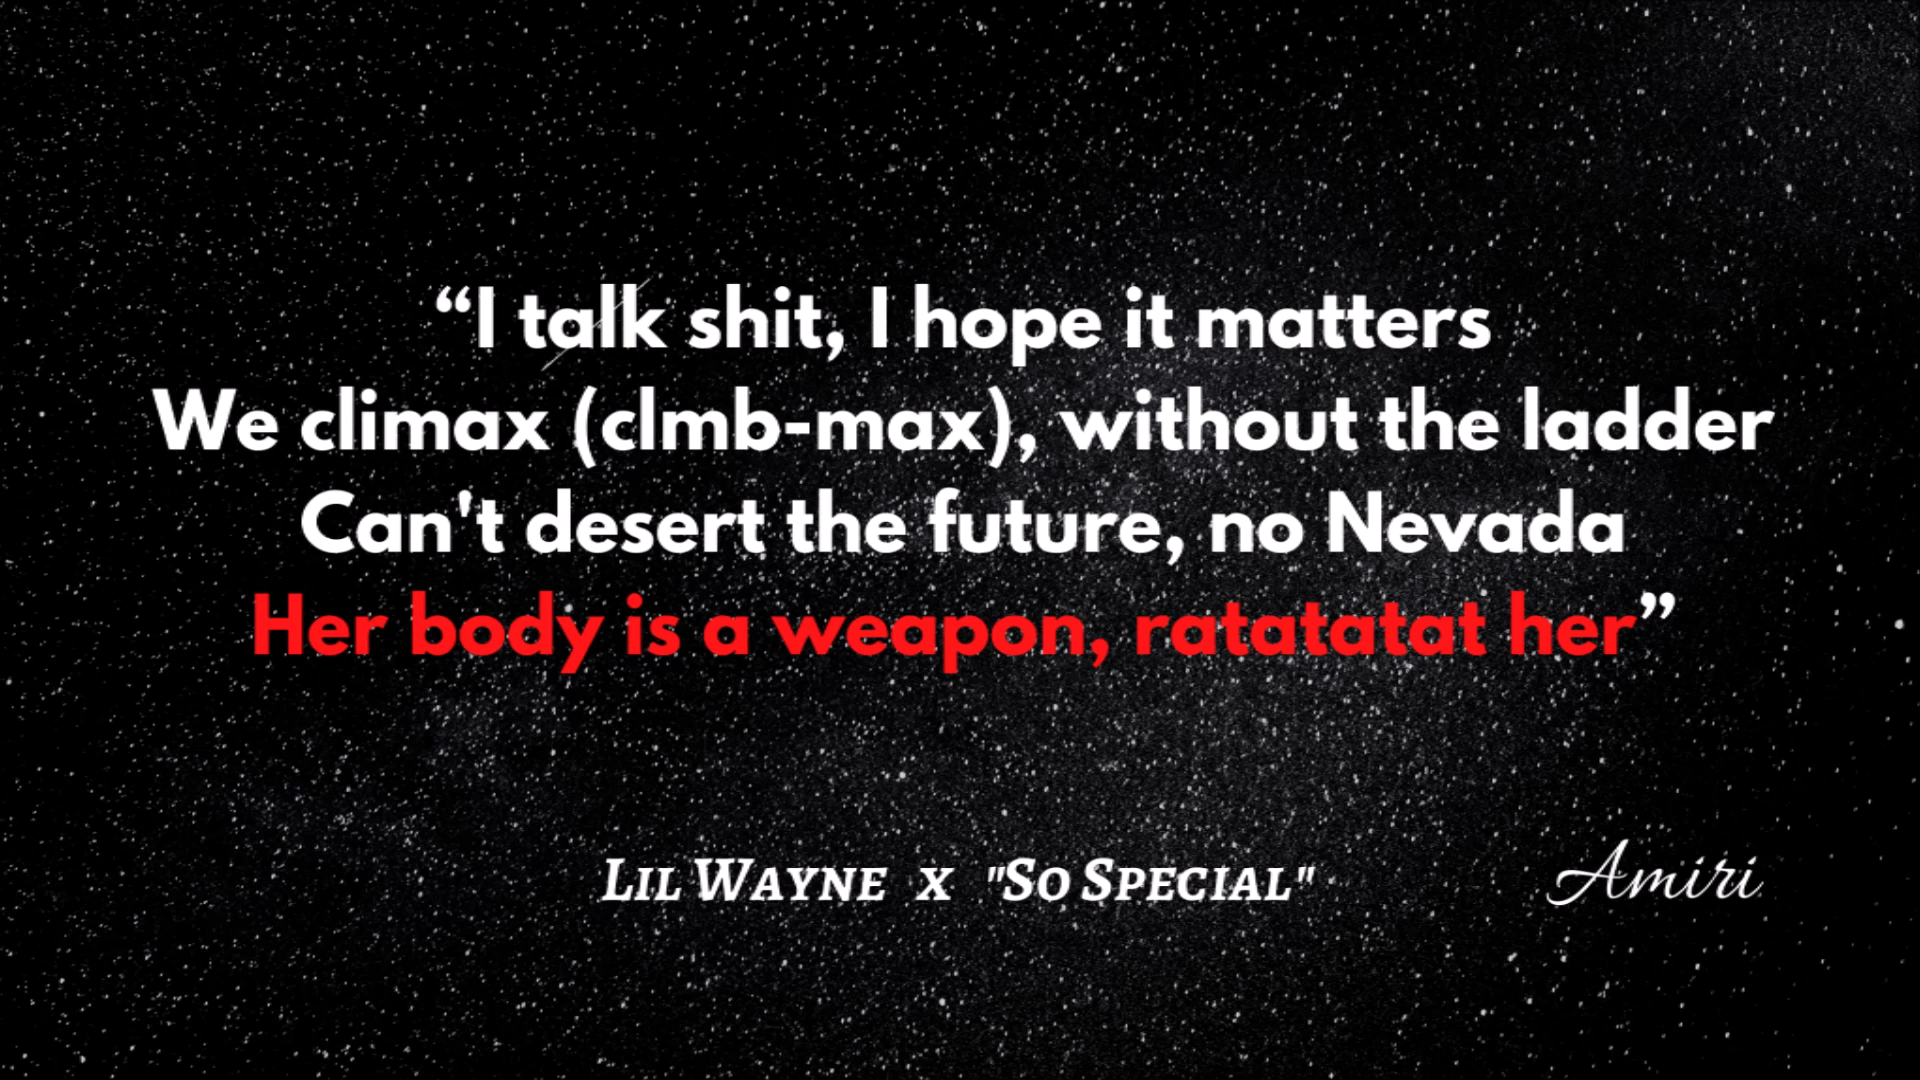 “I talk shit, I hope it matters
We climax (clmb-max), without the ladder
Can't desert the future, no Nevada
Her body is a weapon, ratatatat her”
Lil Wayne x "So Special"
Amiri